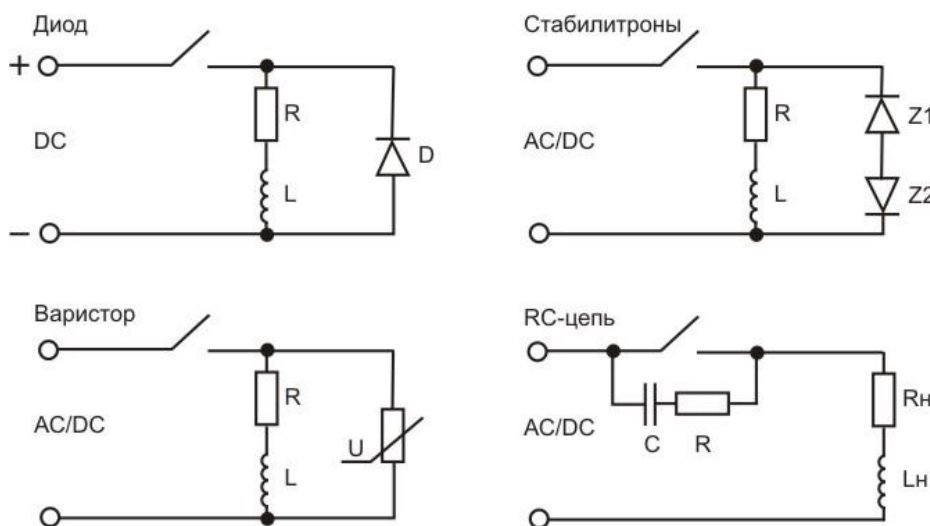 Диод
+
DC
R
L
D
−
Стабилитроны
AC/DC
R
L
Z1
Z2
Варистор
AC/DC
R
L
U
RC-цепь
AC/DC
C
R
Rн
Lн